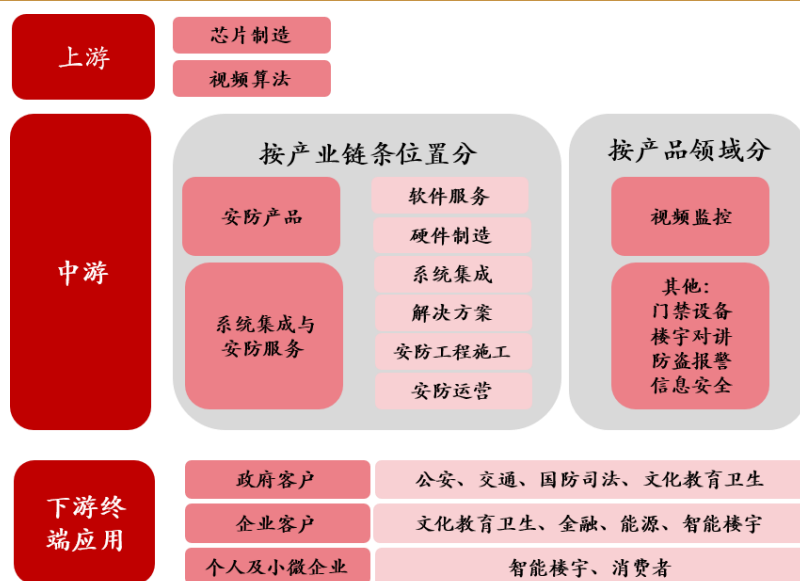 上游
芯片制造
视频算法
中游
按产业链条位置分
安防产品
系统集成与
安防服务
软件服务
硬件制造
系统集成
解决方案
安防工程施工
安防运营
按产品领域分
视频监控
其他：
门禁设备
楼宇对讲
防盗报警
信息安全
下游终
端应用
政府客户
公安、交通、国防司法、文化教育卫生
企业客户
文化教育卫生、金融、能源、智能楼宇
个人及小微企业
智能楼宇、消费者